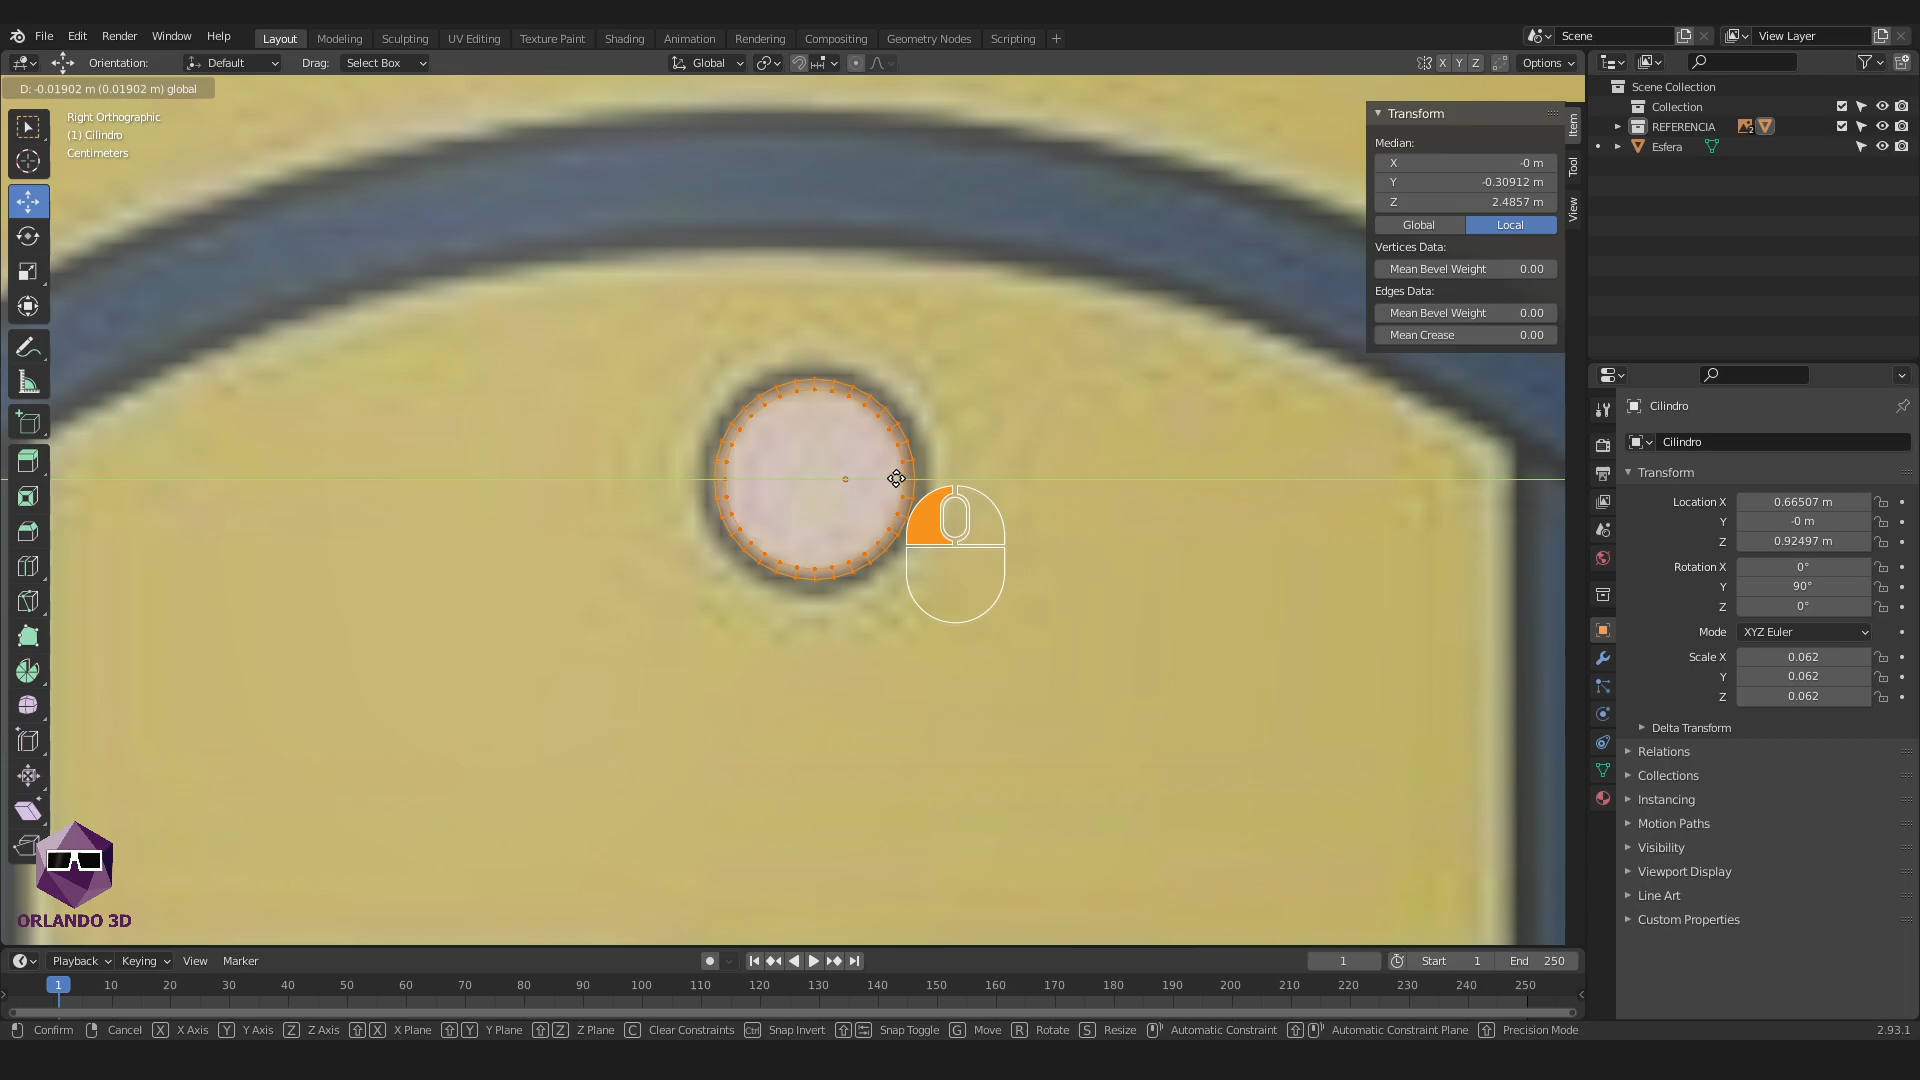 File Edit Render Window Help Layout Modeling Sculpting UV Editing Texture Paint Shading Animation Rendering Compositing Geometry Nodes Scripting + Scene View Layer
Orientation: Default Drag: Select Box Global X Y Z Options
D: -0.01902 m (0.01902 m) global
Right Orthographic
(1) Cilindro
Centimeters
Transform
Median:
X -0 m
Y -0.30912 m
Z 2.4857 m
Global Local
Vertices Data:
Mean Bevel Weight 0.00
Edges Data:
Mean Bevel Weight 0.00
Mean Crease 0.00
Item
Tool
View
Scene Collection
Collection
REFERENCIA 2
Esfera
Cilindro
Cilindro
Transform
Location X 0.66507 m
Y -0 m
Z 0.92497 m
Rotation X 0°
Y 90°
Z 0°
Mode XYZ Euler
Scale X 0.062
Y 0.062
Z 0.062
Delta Transform
Relations
Collections
Instancing
Motion Paths
Visibility
Viewport Display
Line Art
Custom Properties
ORLANDO 3D
Playback Keying View Marker 1 Start 1 End 250
1 10 20 30 40 50 60 70 80 90 100 110 120 130 140 150 160 170 180 190 200 210 220 230 240 250
Confirm Cancel X X Axis Y Y Axis Z Z Axis X X Plane Y Y Plane Z Z Plane C Clear Constraints Ctrl Snap Invert Snap Toggle G Move R Rotate S Resize Automatic Constraint Automatic Constraint Plane Precision Mode 2.93.1